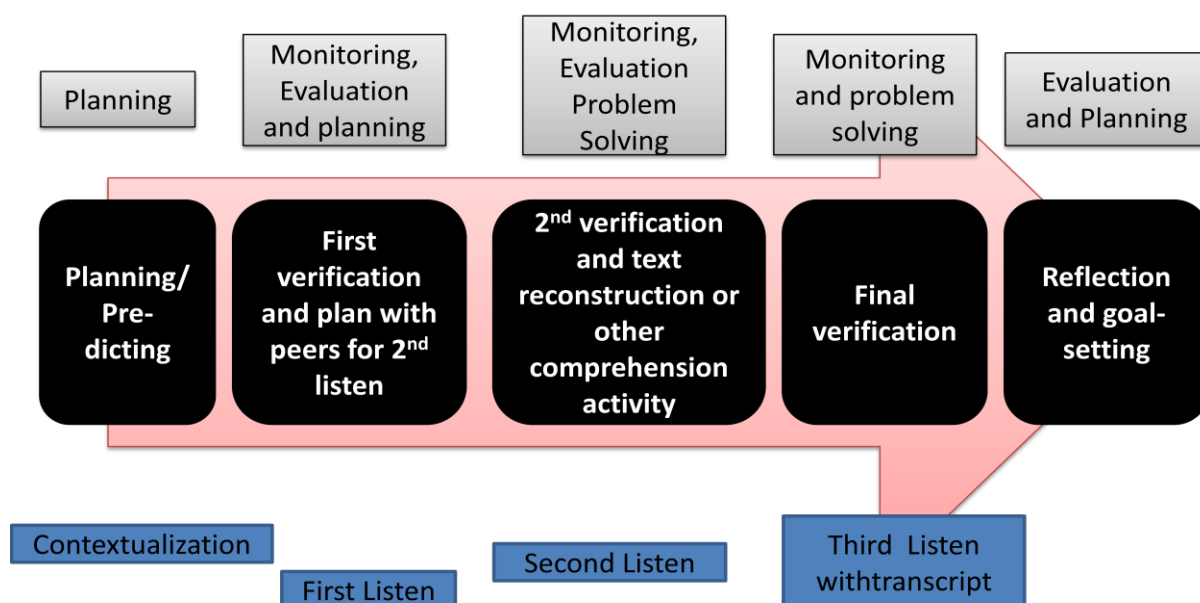 Planning
Monitoring,
Evaluation
and planning
Monitoring,
Evaluation
Problem
Solving
Monitoring
and problem
solving
Evaluation
and Planning
Planning/
Pre-
dicting
First
verification
and plan with
peers for 2nd
listen
2nd verification
and text
reconstruction or
other
comprehension
activity
Final
verification
Reflection
and goal-
setting
Contextualization
First Listen
Second Listen
Third Listen
withtranscript